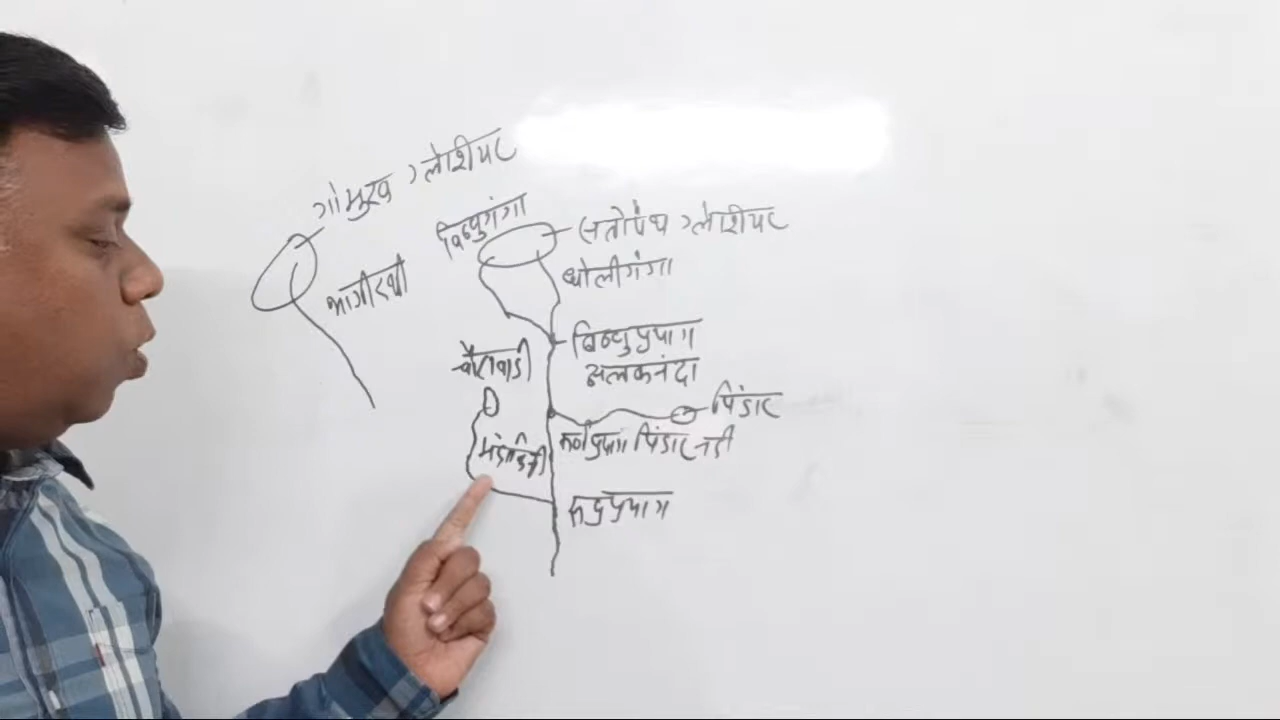 गोमुख ग्लेशियर
भागीरथी
विष्णुगंगा
सतोपंथ ग्लेशियर
धोलीगंगा
विष्णुप्रयाग
अलकनंदा
चौराबाडी
पिंडार
मंदाकिनी
कर्णप्रयाग पिंडार नदी
रुद्रप्रयाग